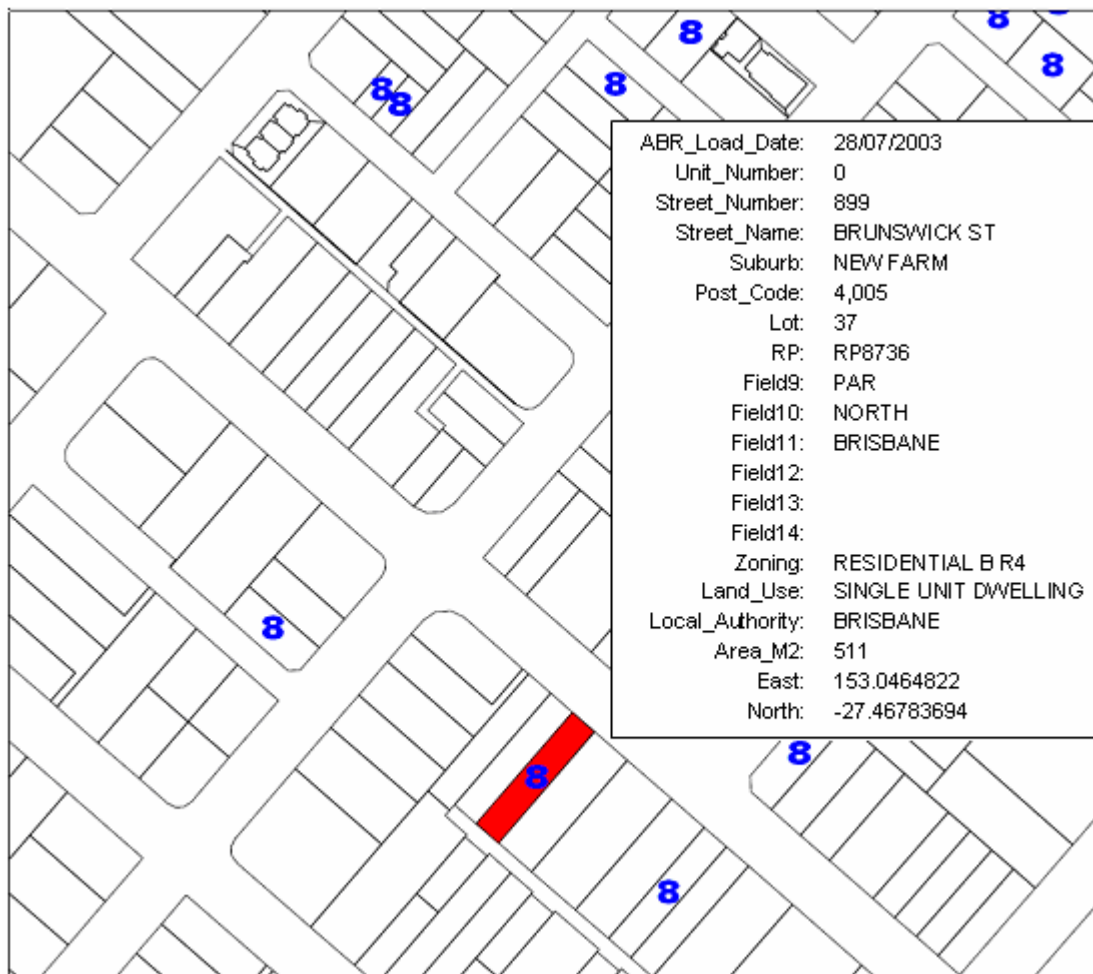 8
8
8
8
8
8
8
ABR_Load_Date: 28/07/2003
Unit_Number: 0
Street_Number: 899
Street_Name: BRUNSWICK ST
Suburb: NEW FARM
Post_Code: 4,005
Lot: 37
RP: RP8736
Field9: PAR
Field10: NORTH
Field11: BRISBANE
Field12:
Field13:
Field14:
Zoning: RESIDENTIAL B R4
Land_Use: SINGLE UNIT DWELLING
Local_Authority: BRISBANE
Area_M2: 511
East: 153.0464822
North: -27.46783694
8
8
8
8